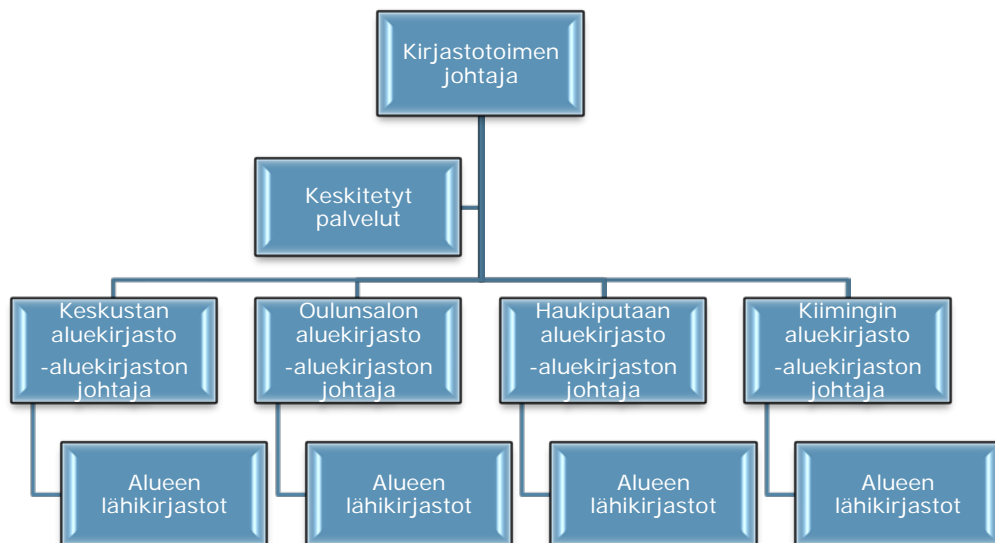 Kirjastotoimen
johtaja
Keskitetyt
palvelut
Keskustan
aluekirjasto
-aluekirjaston
johtaja
Oulunsalon
aluekirjasto
-aluekirjaston
johtaja
Haukiputaan
aluekirjasto
-aluekirjaston
johtaja
Kiimingin
aluekirjasto
-aluekirjaston
johtaja
Alueen
lähikirjastot
Alueen
lähikirjastot
Alueen
lähikirjastot
Alueen
lähikirjastot